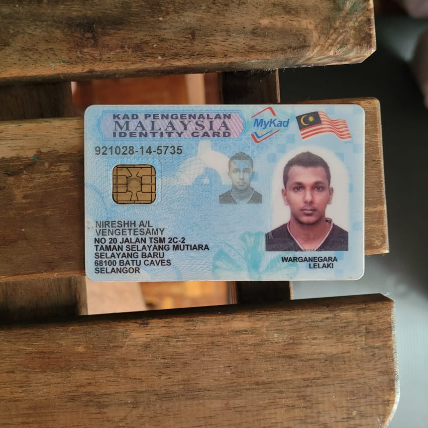 KAD PENGENALAN
MALAYSIA
IDENTITY CARD
MyKad
921028-14-5735
NIRESHH A/L
VENGETESAMY
NO 20 JALAN TSM 2C-2
TAMAN SELAYANG MUTIARA
SELAYANG BARU
68100 BATU CAVES
SELANGOR
WARGANEGARA
LELAKI